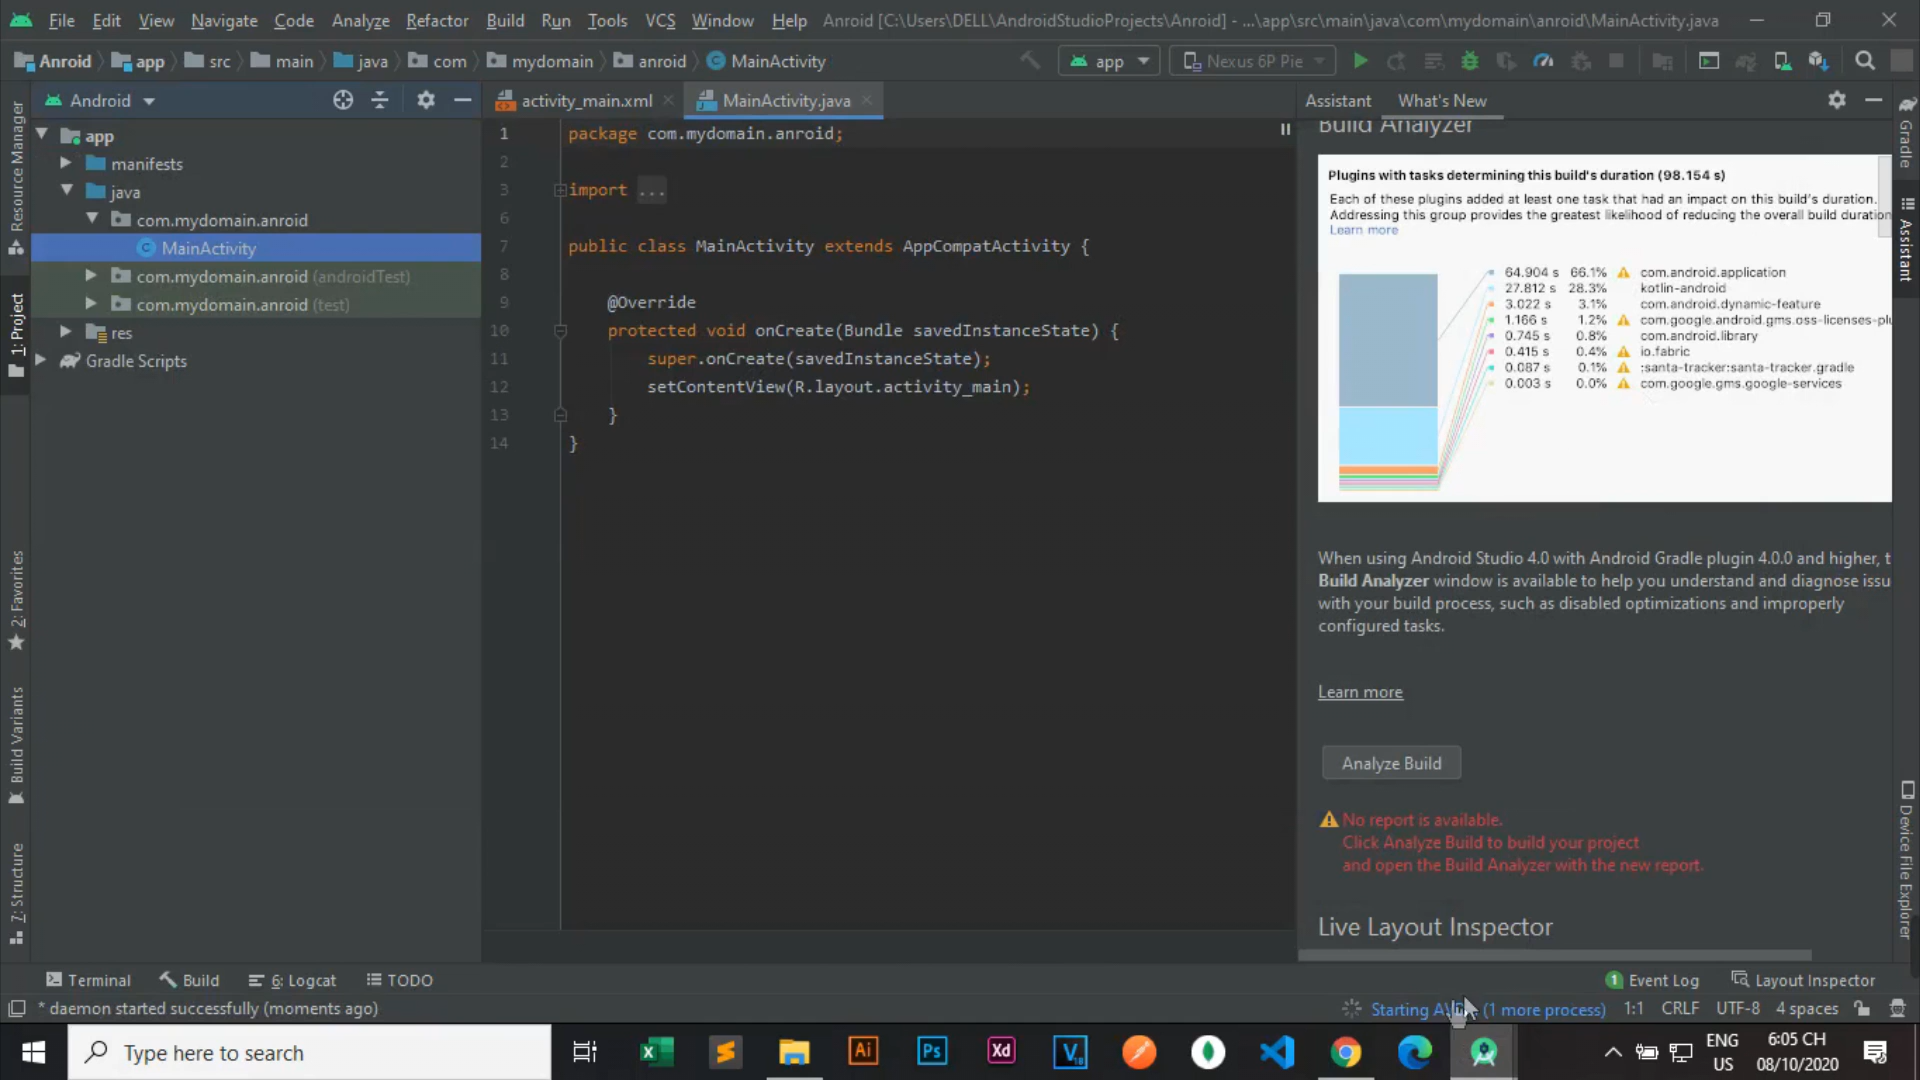 File Edit View Navigate Code Analyze Refactor Build Run Tools VCS Window Help Anroid [C:\Users\DELL\AndroidStudioProjects\Anroid] - ...\app\src\main\java\com\mydomain\anroid\MainActivity.java
Anroid app src main java com mydomain anroid MainActivity app Nexus 6P Pie
Android
activity_main.xml MainActivity.java
Assistant What's New
Resource Manager
1: Project
2: Favorites
Build Variants
7: Structure
app
manifests
java
com.mydomain.anroid
MainActivity
com.mydomain.anroid (androidTest)
com.mydomain.anroid (test)
res
Gradle Scripts
1 package com.mydomain.anroid;
2
3 import ...
6
7 public class MainActivity extends AppCompatActivity {
8
9 @Override
10 protected void onCreate(Bundle savedInstanceState) {
11 super.onCreate(savedInstanceState);
12 setContentView(R.layout.activity_main);
13 }
14 }
Build Analyzer
Plugins with tasks determining this build's duration (98.154 s)
Each of these plugins added at least one task that had an impact on this build's duration.
Addressing this group provides the greatest likelihood of reducing the overall build duration
Learn more
64.904 s 66.1% com.android.application
27.812 s 28.3% kotlin-android
3.022 s 3.1% com.android.dynamic-feature
1.166 s 1.2% com.google.android.gms.oss-licenses-plu
0.745 s 0.8% com.android.library
0.415 s 0.4% io.fabric
0.087 s 0.1% :santa-tracker:santa-tracker.gradle
0.003 s 0.0% com.google.gms.google-services
When using Android Studio 4.0 with Android Gradle plugin 4.0.0 and higher, t
Build Analyzer window is available to help you understand and diagnose issu
with your build process, such as disabled optimizations and improperly
configured tasks.
Learn more
Analyze Build
No report is available.
Click Analyze Build to build your project
and open the Build Analyzer with the new report.
Live Layout Inspector
Gradle
Assistant
Device File Explorer
Terminal Build 6: Logcat TODO 1 Event Log Layout Inspector
* daemon started successfully (moments ago) Starting (1 more process) 1:1 CRLF UTF-8 4 spaces
Type here to search
Ai Ps Xd
ENG
US
6:05 CH
08/10/2020